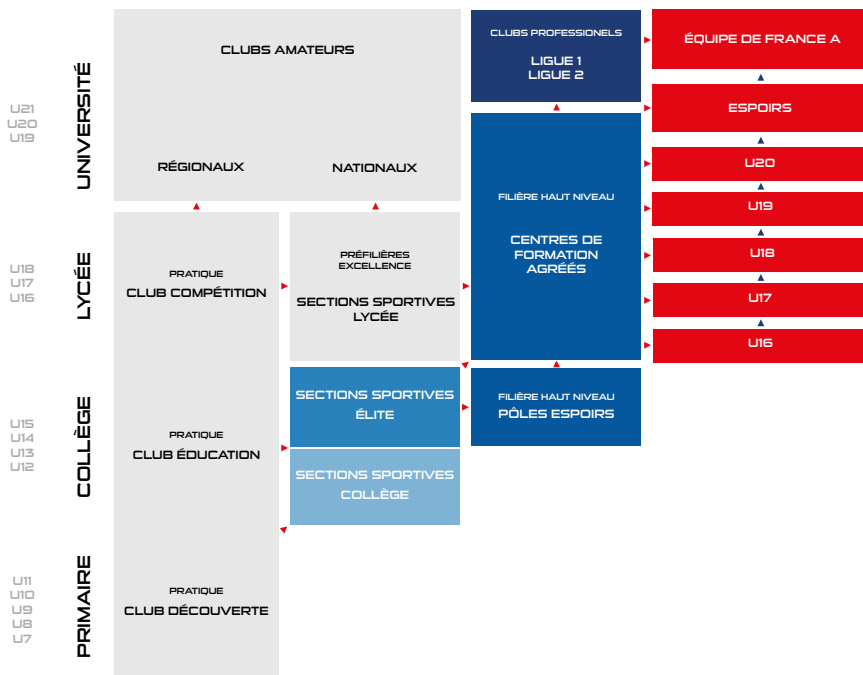 UNIVERSITÉ
U21
U20
U19
CLUBS AMATEURS
RÉGIONAUX
NATIONAUX
CLUBS PROFESSIONELS
LIGUE 1
LIGUE 2
ÉQUIPE DE FRANCE A
ESPOIRS
U20
U19
U18
U17
U16
FILIÈRE HAUT NIVEAU
CENTRES DE
FORMATION
AGRÉÉS
LYCÉE
U18
U17
U16
PRATIQUE
CLUB COMPÉTITION
PRÉFILIÈRES
EXCELLENCE
SECTIONS SPORTIVES
LYCÉE
COLLÈGE
U15
U14
U13
U12
PRATIQUE
CLUB ÉDUCATION
SECTIONS SPORTIVES
ÉLITE
SECTIONS SPORTIVES
COLLÈGE
FILIÈRE HAUT NIVEAU
PÔLES ESPOIRS
PRIMAIRE
U11
U10
U9
U8
U7
PRATIQUE
CLUB DÉCOUVERTE